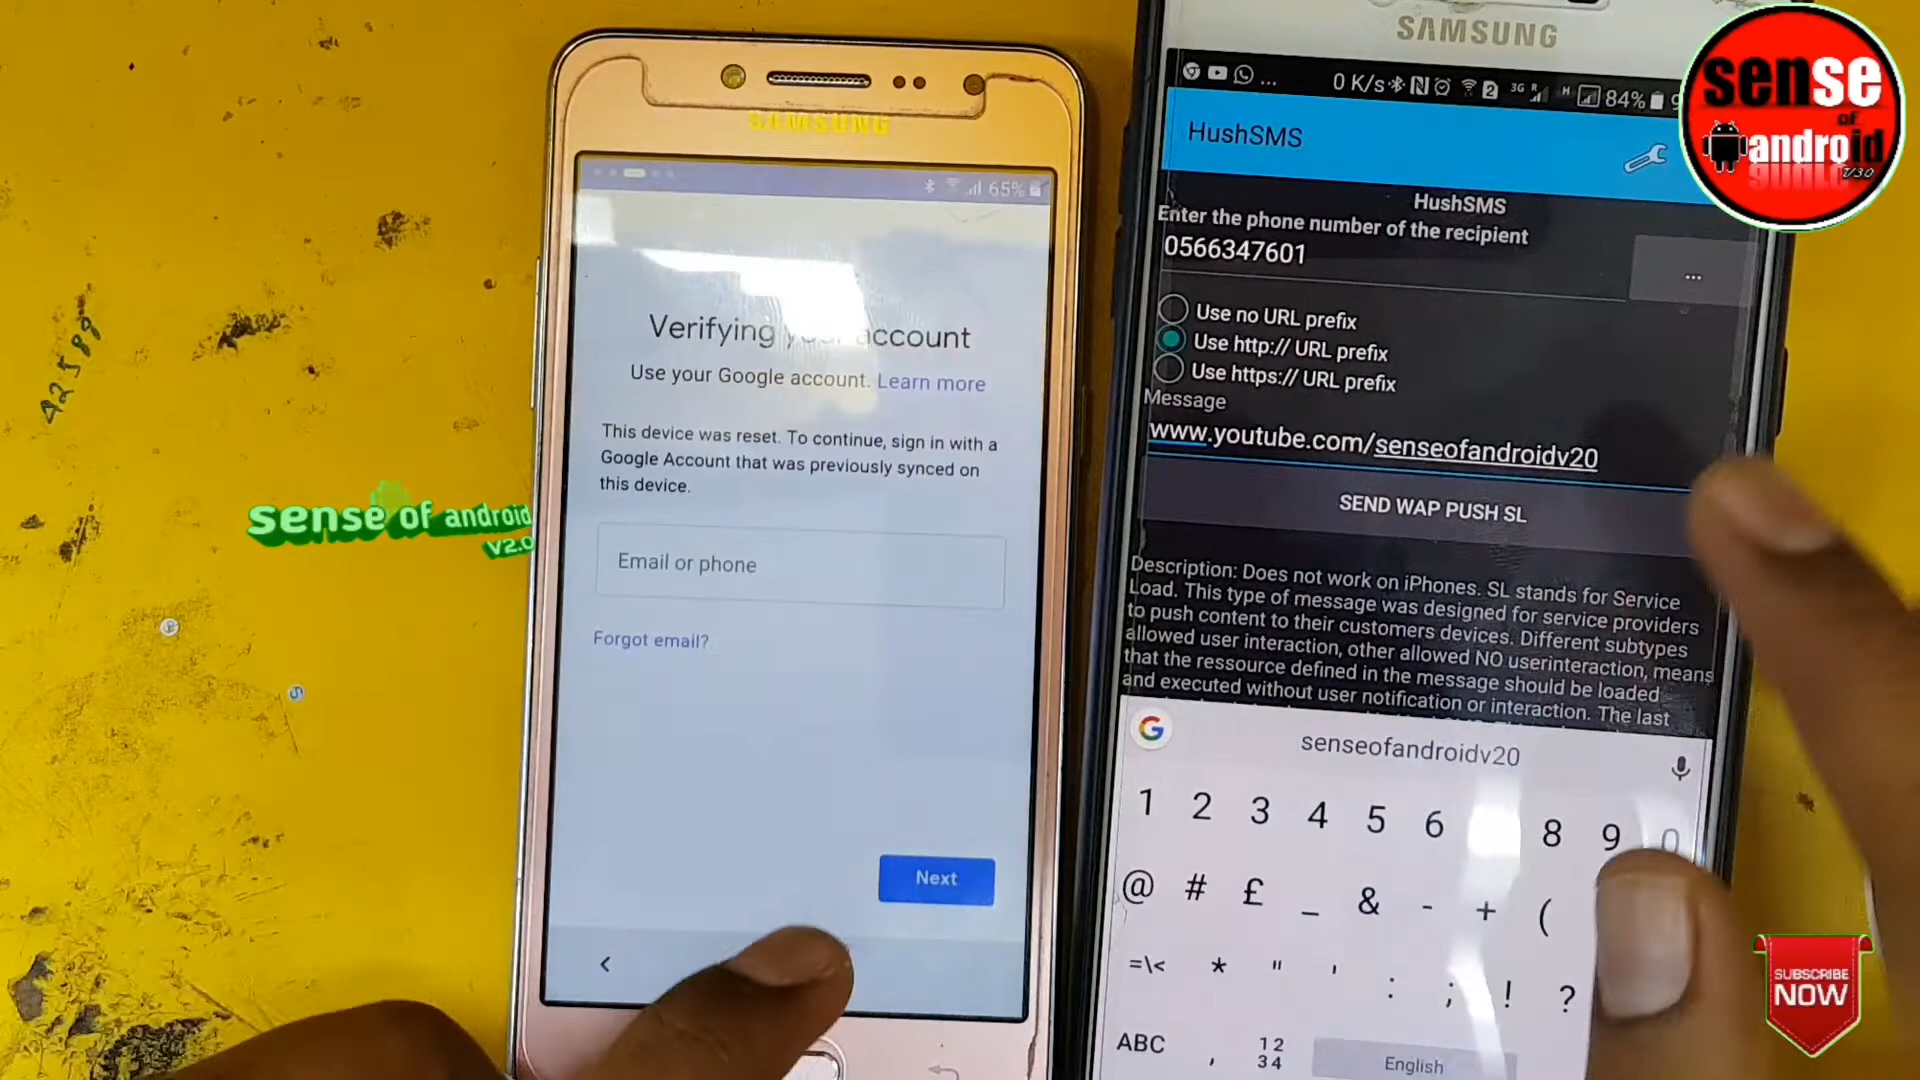 SAMSUNG
65%
Verifying your account
Use your Google account. Learn more
This device was reset. To continue, sign in with a
Google Account that was previously synced on
this device.
Email or phone
Forgot email?
Next
SAMSUNG
0 K/s
2
3G R
H
84%
HushSMS
HushSMS
Enter the phone number of the recipient
0566347601
...
Use no URL prefix
Use http:// URL prefix
Use https:// URL prefix
Message
www.youtube.com/senseofandroidv20
SEND WAP PUSH SL
Description: Does not work on iPhones. SL stands for Service
Load. This type of message was designed for service providers
to push content to their customers devices. Different subtypes
allowed user interaction, other allowed NO userinteraction, means
that the ressource defined in the message should be loaded
and executed without user notification or interaction. The last
senseofandroidv20
1 2 3 4 5 6 8 9 0
@ # £ _ & - + (
=\< * " ' : ; ! ?
ABC , 12 34 English
42589
sense of android
v2.0
sense
of
android
V3.0
SUBSCRIBE
NOW